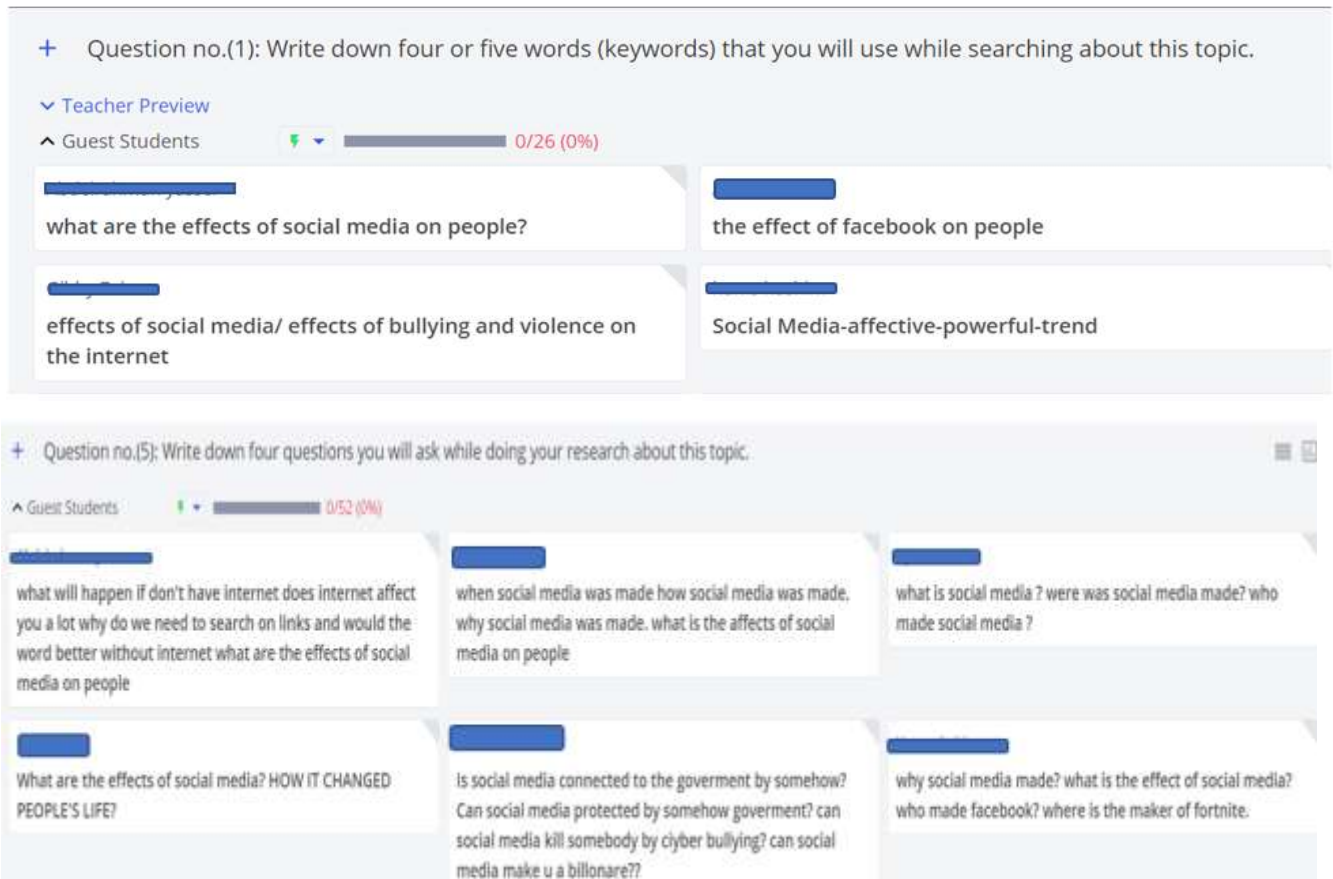 Question no.(1): Write down four or five words (keywords) that you will use while searching about this topic.
Teacher Preview
Guest Students 0/26 (0%)
what are the effects of social media on people?
the effect of facebook on people
effects of social media/ effects of bullying and violence on
the internet
Social Media-affective-powerful-trend
Question no.(5): Write down four questions you will ask while doing your research about this topic.
Guest Students 0/52 (0%)
what will happen if don't have internet does internet affect
you a lot why do we need to search on links and would the
word better without internet what are the effects of social
media on people
when social media was made how social media was made.
why social media was made. what is the affects of social
media on people
what is social media ? were was social media made? who
made social media ?
What are the effects of social media? HOW IT CHANGED
PEOPLE'S LIFE?
Is social media connected to the goverment by somehow?
Can social media protected by somehow goverment? can
social media kill somebody by ciyber bullying? can social
media make u a billonare??
why social media made? what is the effect of social media?
who made facebook? where is the maker of fortnite.